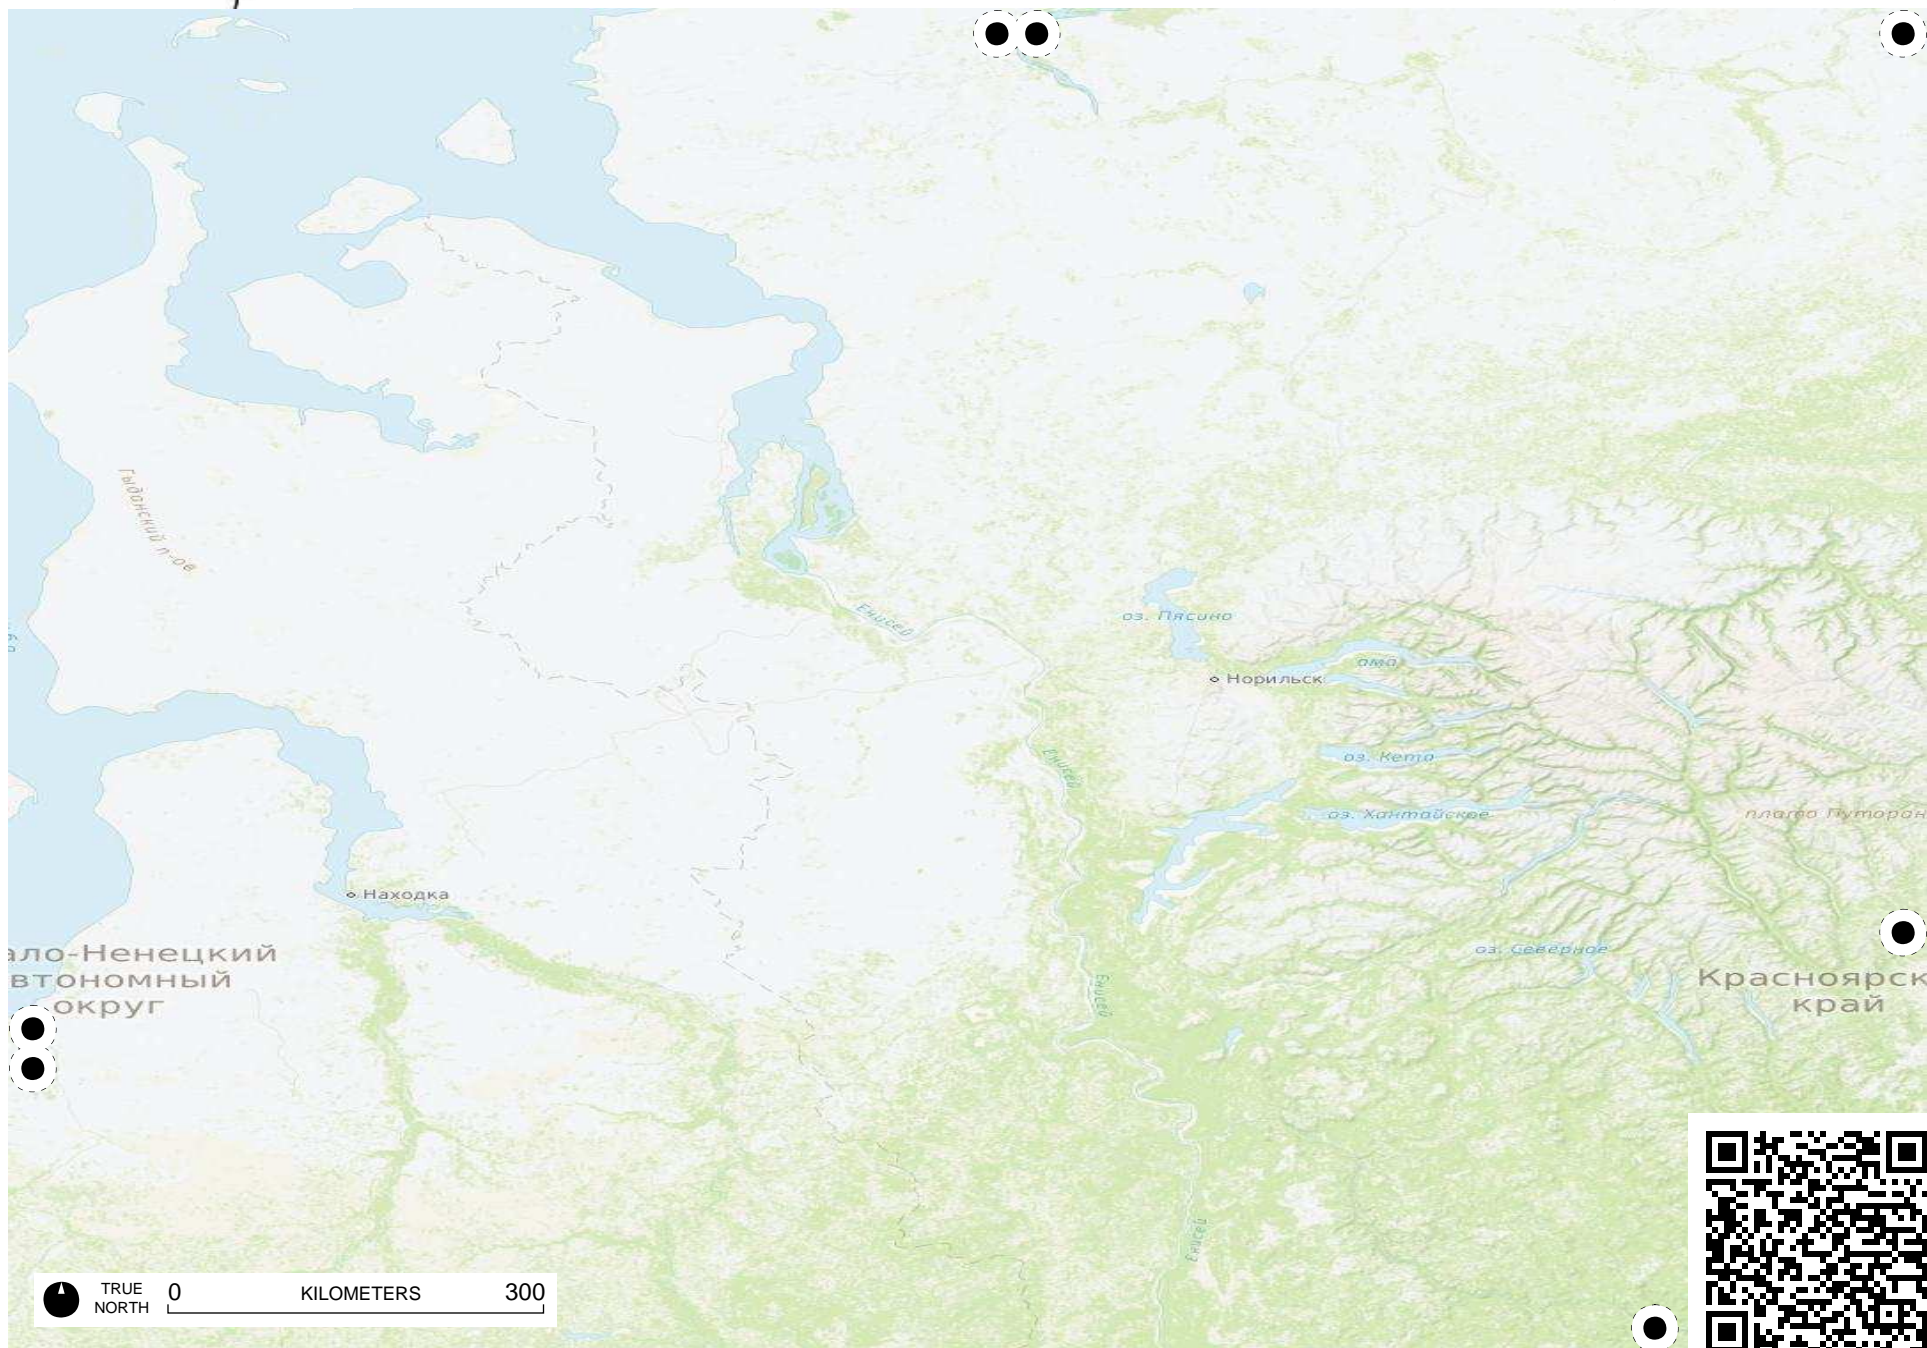 Гыданский п-ов
Енисей
оз. Пясино
Норильск
Енисей
оз. Кета
оз. Хантайское
плато Путоран
Находка
ало-Ненецкий
втономный
округ
оз. Северное
Красноярск
край
Енисей
Енисей
TRUE
NORTH
0 KILOMETERS 300